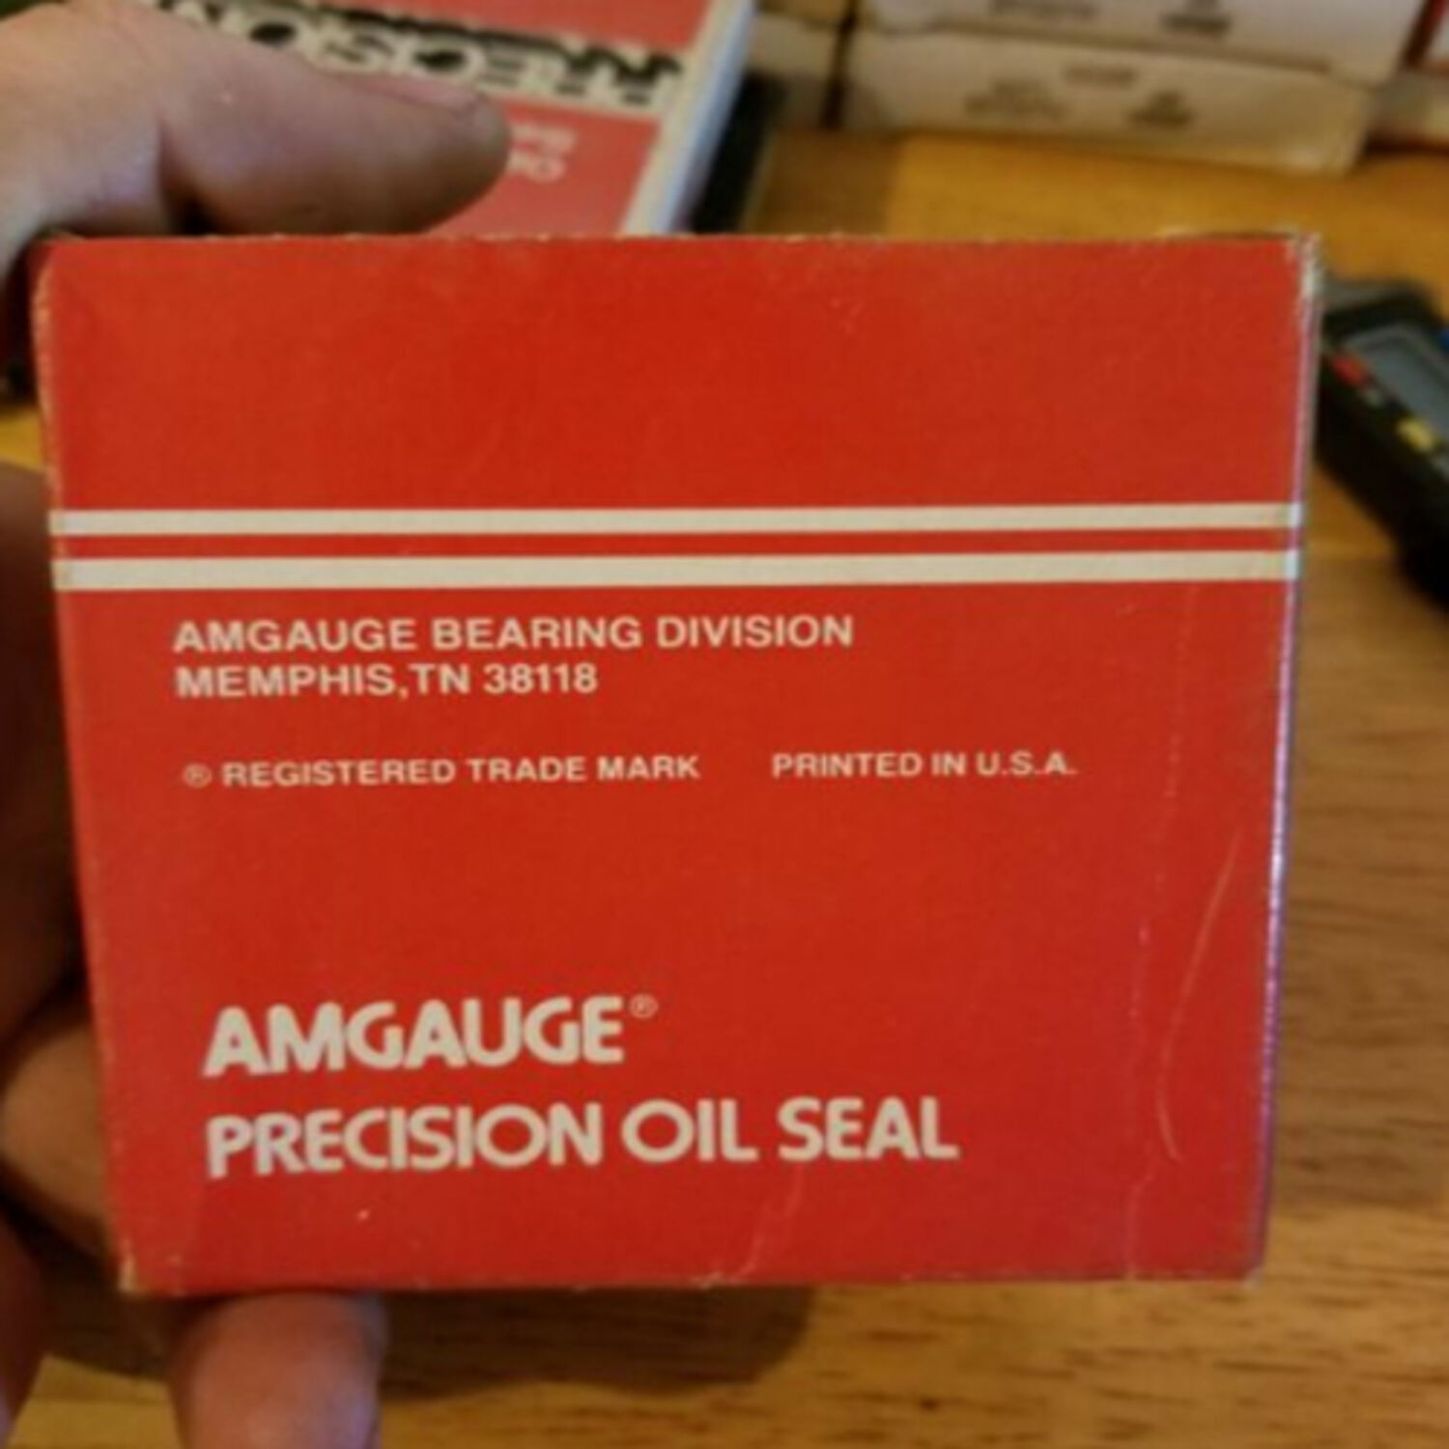 AMGAUGE BEARING DIVISION
MEMPHIS, TN 38118
® REGISTERED TRADE MARK PRINTED IN U.S.A.
AMGAUGE®
PRECISION OIL SEAL